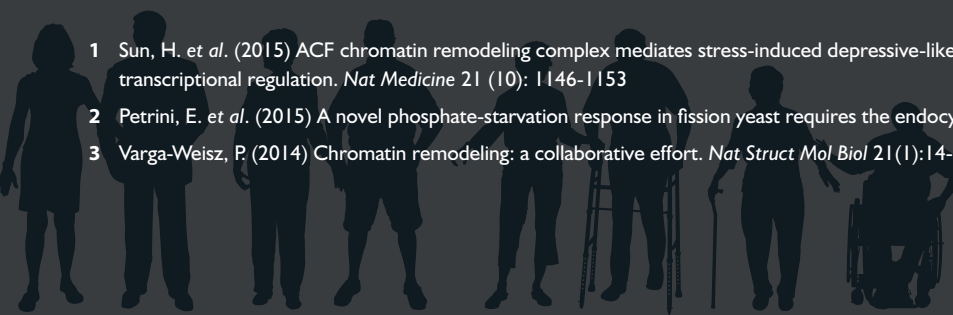 1 Sun, H. et al. (2015) ACF chromatin remodeling complex mediates stress-induced depressive-like
transcriptional regulation. Nat Medicine 21 (10): 1146-1153
2 Petrini, E. et al. (2015) A novel phosphate-starvation response in fission yeast requires the endocy
3 Varga-Weisz, P. (2014) Chromatin remodeling: a collaborative effort. Nat Struct Mol Biol 21(1):14-